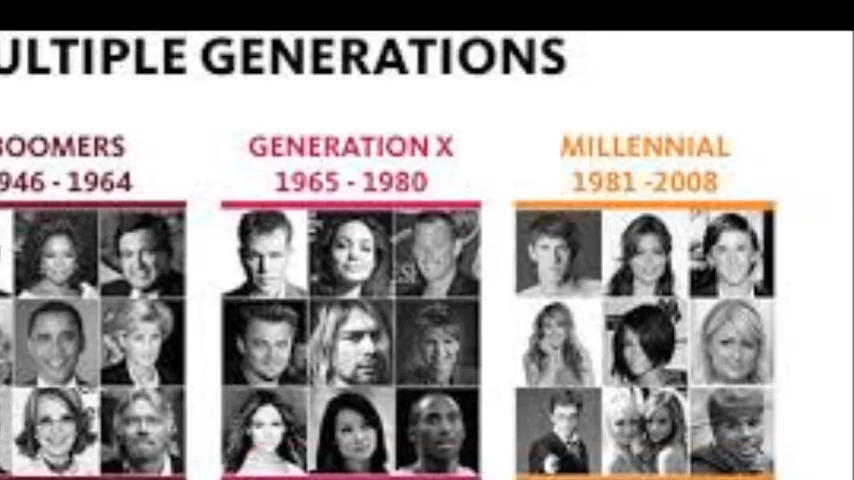 ULTIPLE GENERATIONS
BOOMERS
946 - 1964
GENERATION X
1965 - 1980
MILLENNIAL
1981 -2008